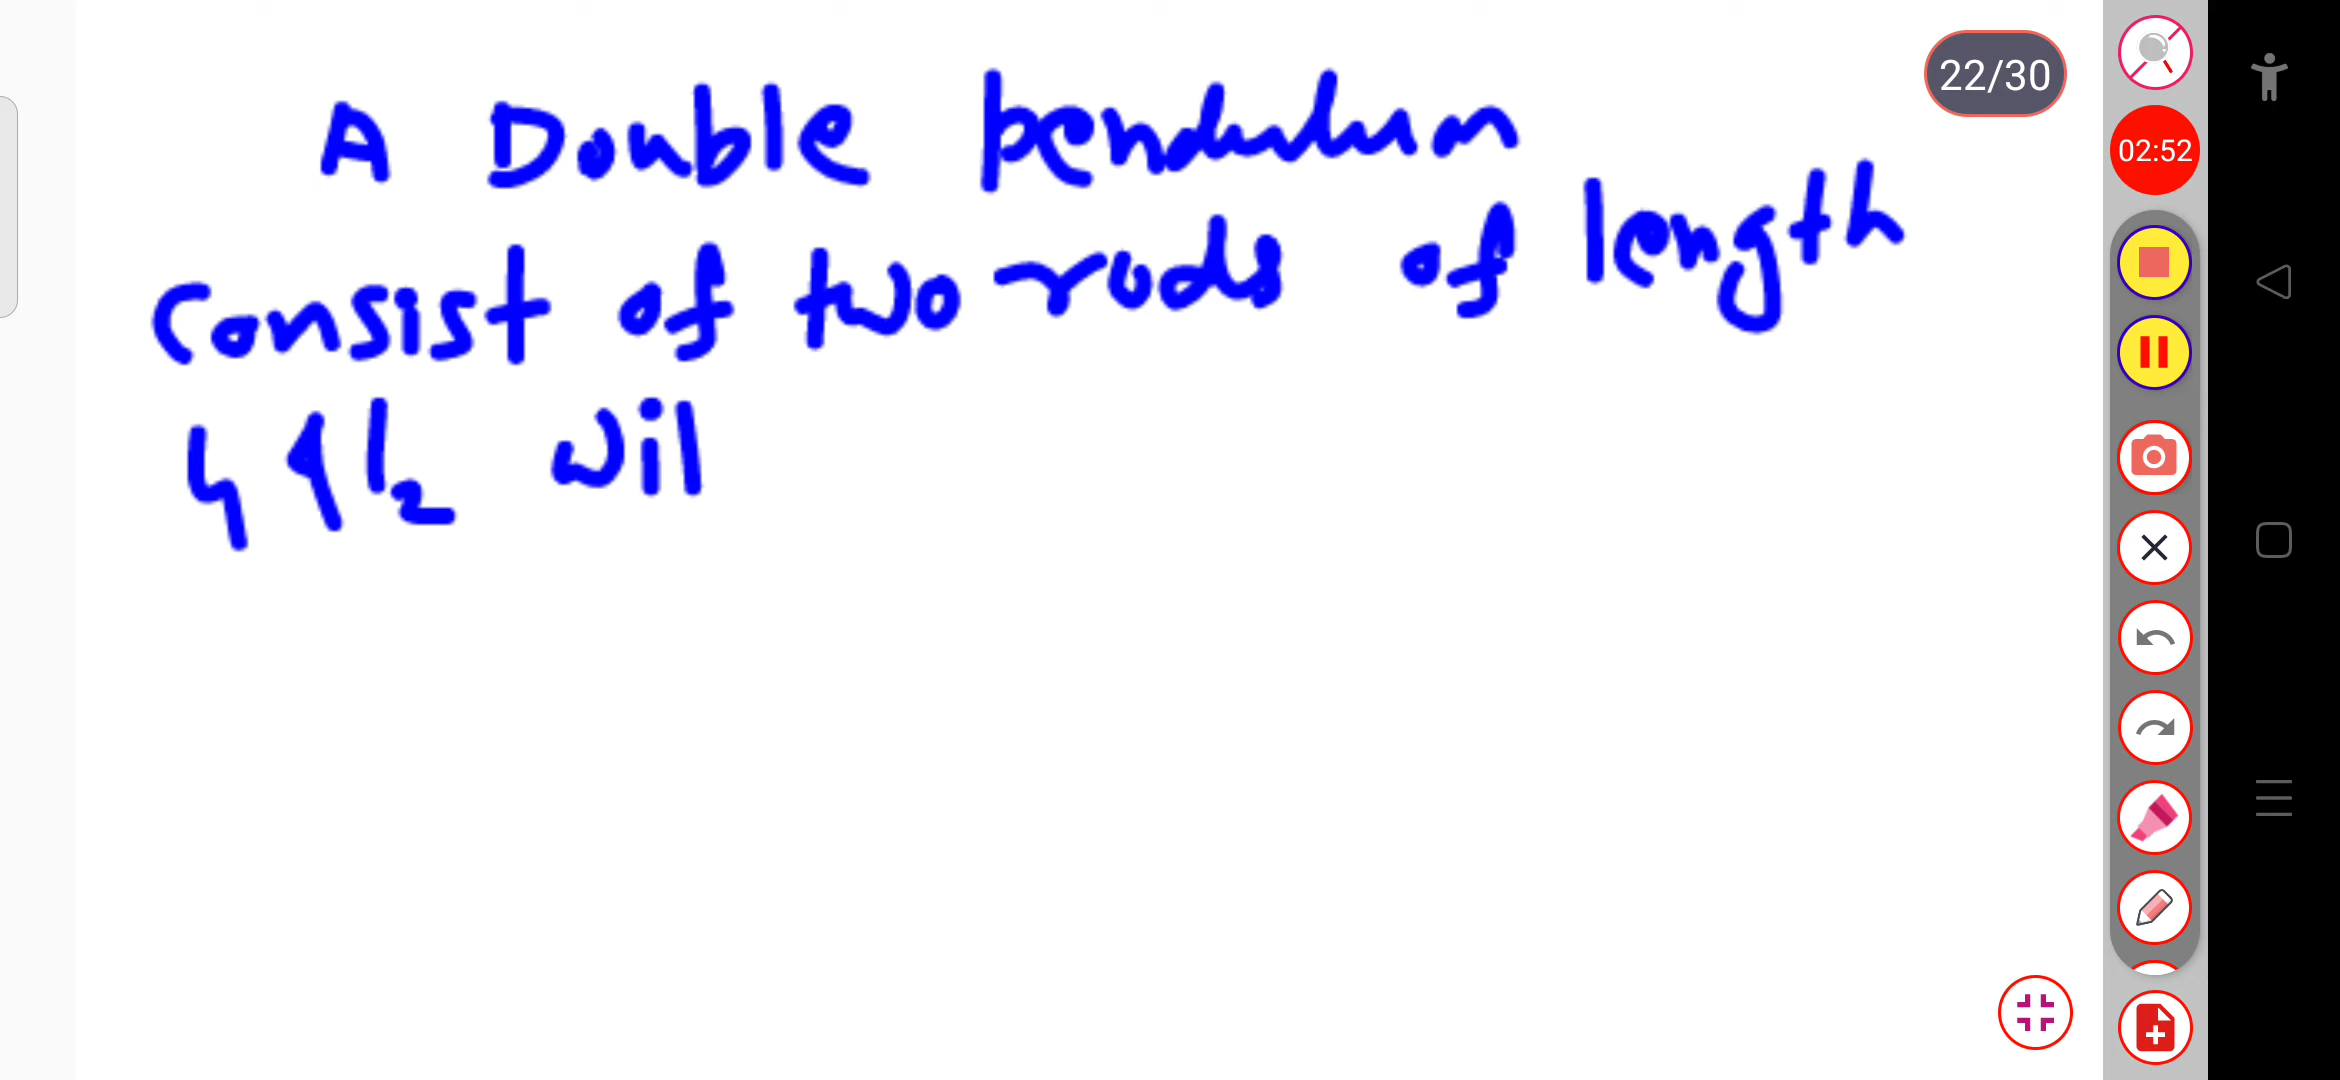 22/30
A Double pendulum
02:52
consist of two rods of length
l₁ & l₂ wil